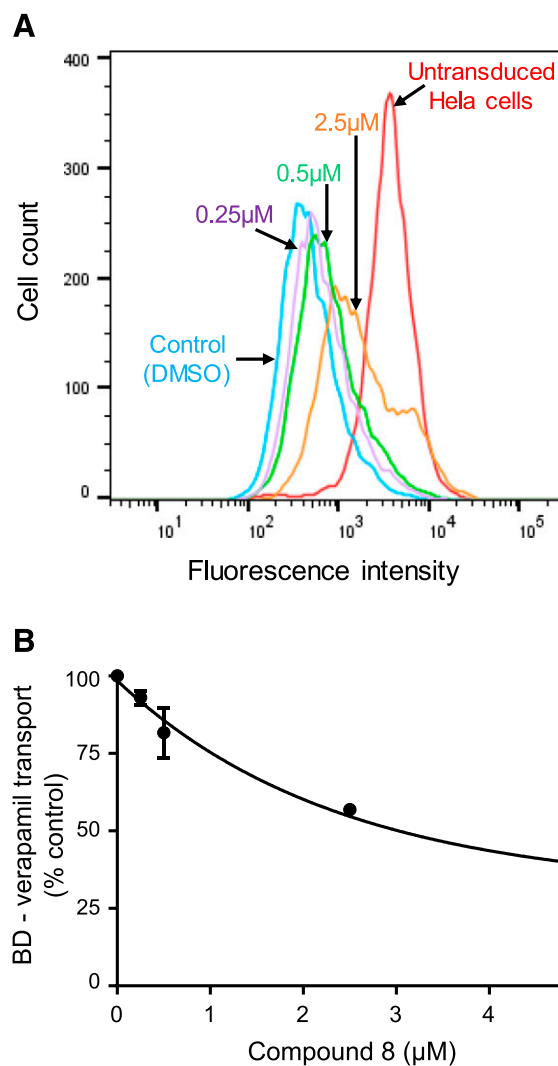 A
400
300
200
100
0
Cell count
Untransduced
Hela cells
2.5µM
0.5µM
0.25µM
Control
(DMSO)
10¹
10²
10³
10⁴
10⁵
Fluorescence intensity
B
100
75
50
25
0
BD - verapamil transport
(% control)
0
1
2
3
4
Compound 8 (µM)